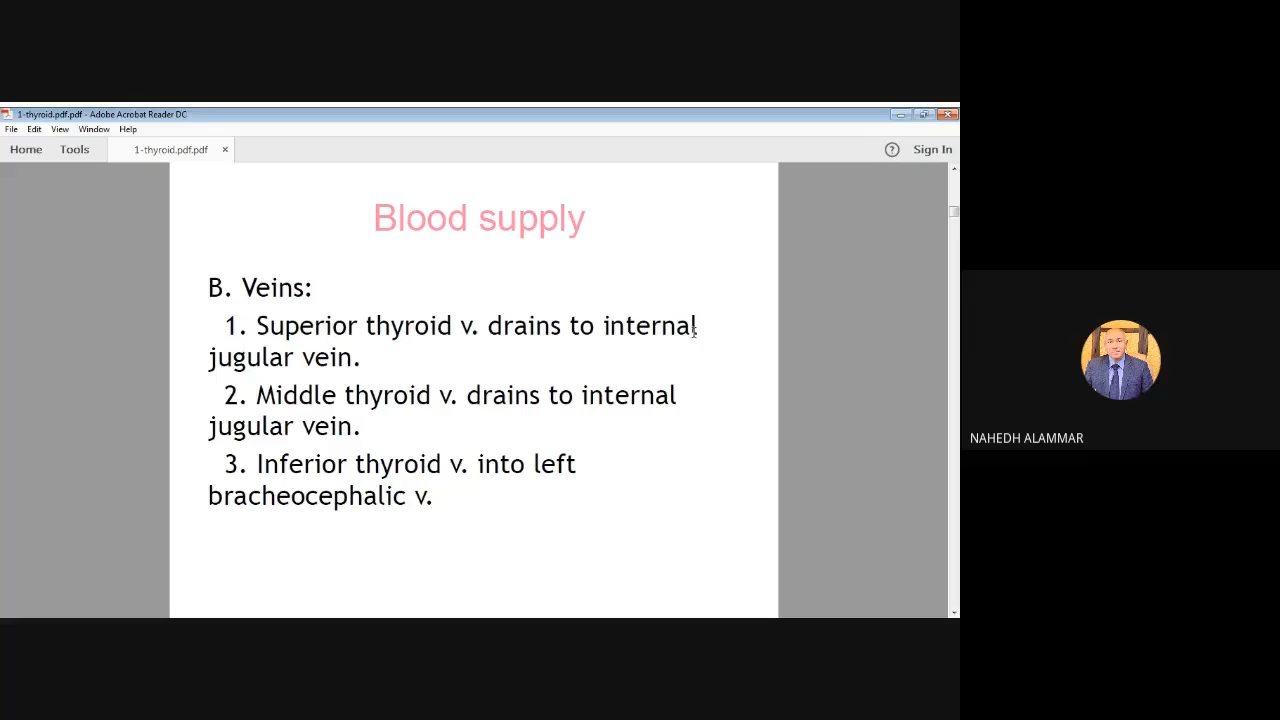 1-thyroid.pdf.pdf - Adobe Acrobat Reader DC
File Edit View Window Help
Home Tools 1-thyroid.pdf.pdf × ? Sign In
Blood supply
B. Veins:
1. Superior thyroid v. drains to internal
jugular vein.
2. Middle thyroid v. drains to internal
jugular vein.
3. Inferior thyroid v. into left
bracheocephalic v.
NAHEDH ALAMMAR